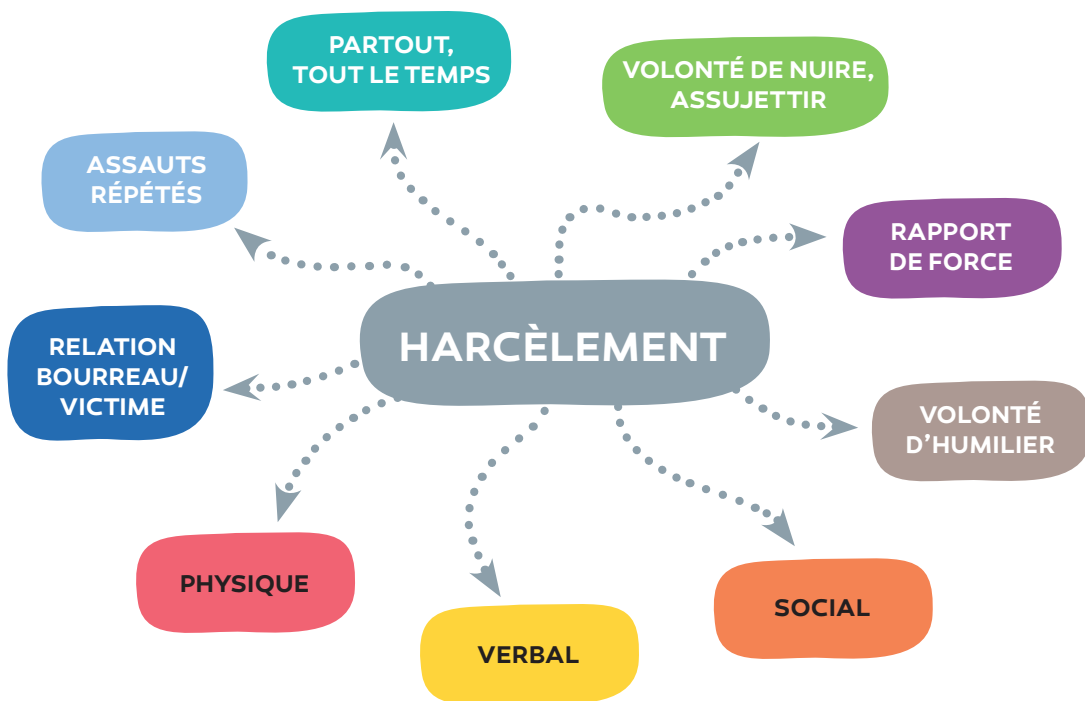 PARTOUT,
TOUT LE TEMPS
VOLONTÉ DE NUIRE,
ASSUJETTIR
ASSAUTS
RÉPÉTÉS
RAPPORT
DE FORCE
HARCÈLEMENT
RELATION
BOURREAU/
VICTIME
VOLONTÉ
D’HUMILIER
PHYSIQUE
VERBAL
SOCIAL